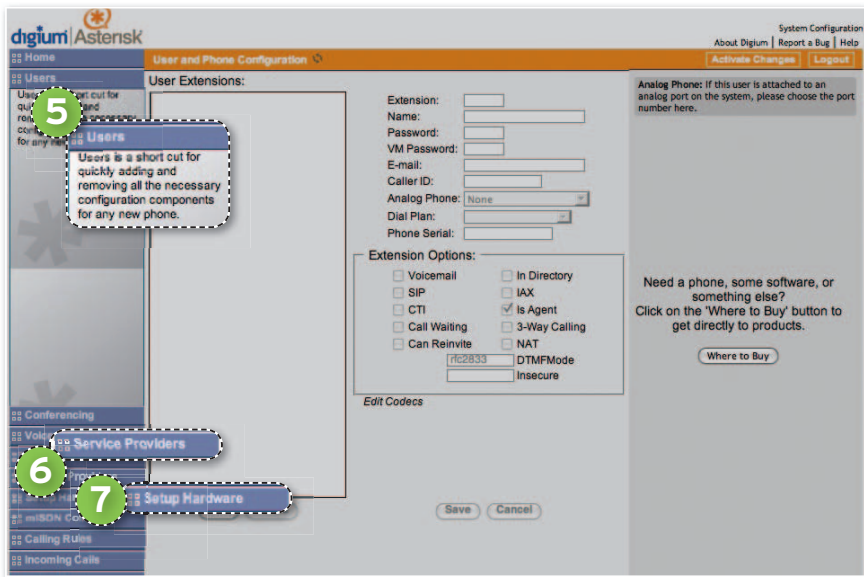 digium Asterisk
System Configuration
About Digium | Report a Bug | Help
Home
User and Phone Configuration
Activate Changes
Logout
Users
User Extensions:
Analog Phone: If this user is attached to an
analog port on the system, please choose the port
number here.
5
Users
Users is a short cut for
quickly adding and
removing all the necessary
configuration components
for any new phone.
Extension:
Name:
Password:
VM Password:
E-mail:
Caller ID:
Analog Phone: None
Dial Plan:
Phone Serial:
Extension Options:
Voicemail
In Directory
SIP
IAX
CTI
Is Agent
Call Waiting
3-Way Calling
Can Reinvite
NAT
rfc2833 DTMFMode
Insecure
Edit Codecs
Need a phone, some software, or
something else?
Click on the 'Where to Buy' button to
get directly to products.
Where to Buy
Conferencing
Service Providers
6
7
Setup Hardware
mISDN
Calling Rules
Incoming Calls
Save
Cancel